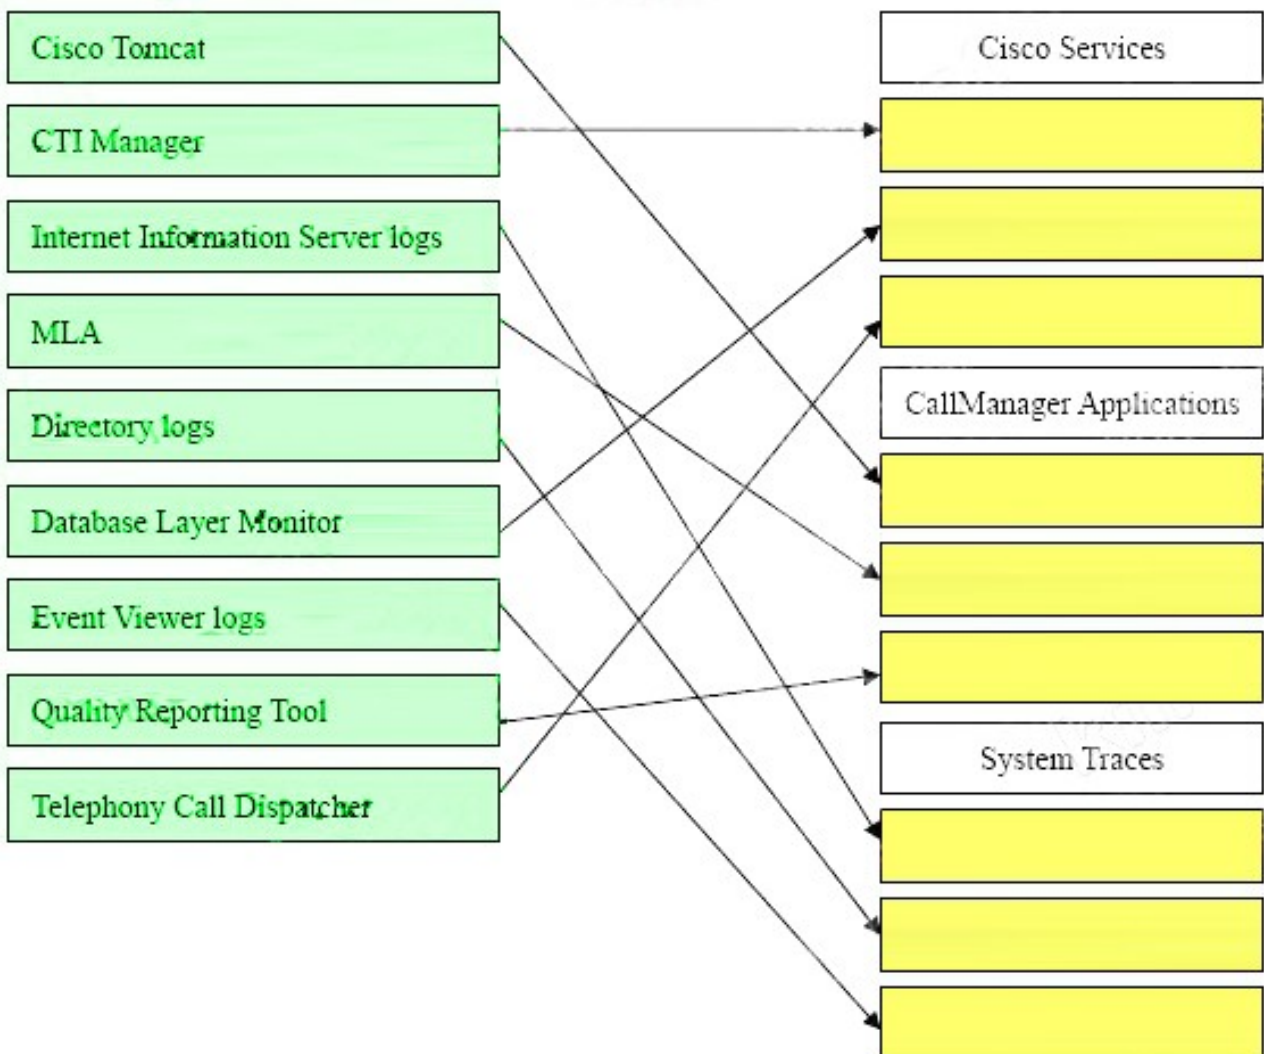 Cisco Tomcat
CTI Manager
Internet Information Server logs
MLA
Directory logs
Database Layer Monitor
Event Viewer logs
Quality Reporting Tool
Telephony Call Dispatcher
Cisco Services
CallManager Applications
System Traces